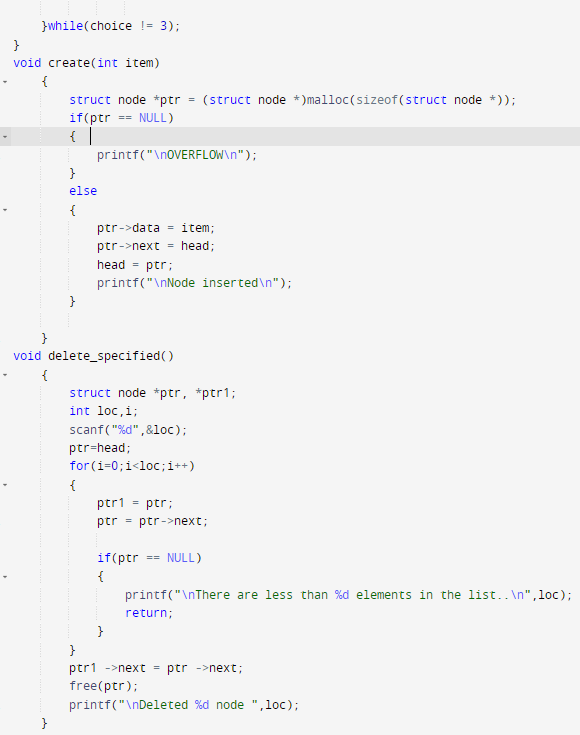 }while(choice != 3);
}
void create(int item)
{
struct node *ptr = (struct node *)malloc(sizeof(struct node *));
if(ptr == NULL)
{
printf("\nOVERFLOW\n");
}
else
{
ptr->data = item;
ptr->next = head;
head = ptr;
printf("\nNode inserted\n");
}
}
void delete_specified()
{
struct node *ptr, *ptr1;
int loc,i;
scanf("%d",&loc);
ptr=head;
for(i=0;i<loc;i++)
{
ptr1 = ptr;
ptr = ptr->next;
if(ptr == NULL)
{
printf("\nThere are less than %d elements in the list..\n",loc);
return;
}
}
ptr1 ->next = ptr ->next;
free(ptr);
printf("\nDeleted %d node ",loc);
}